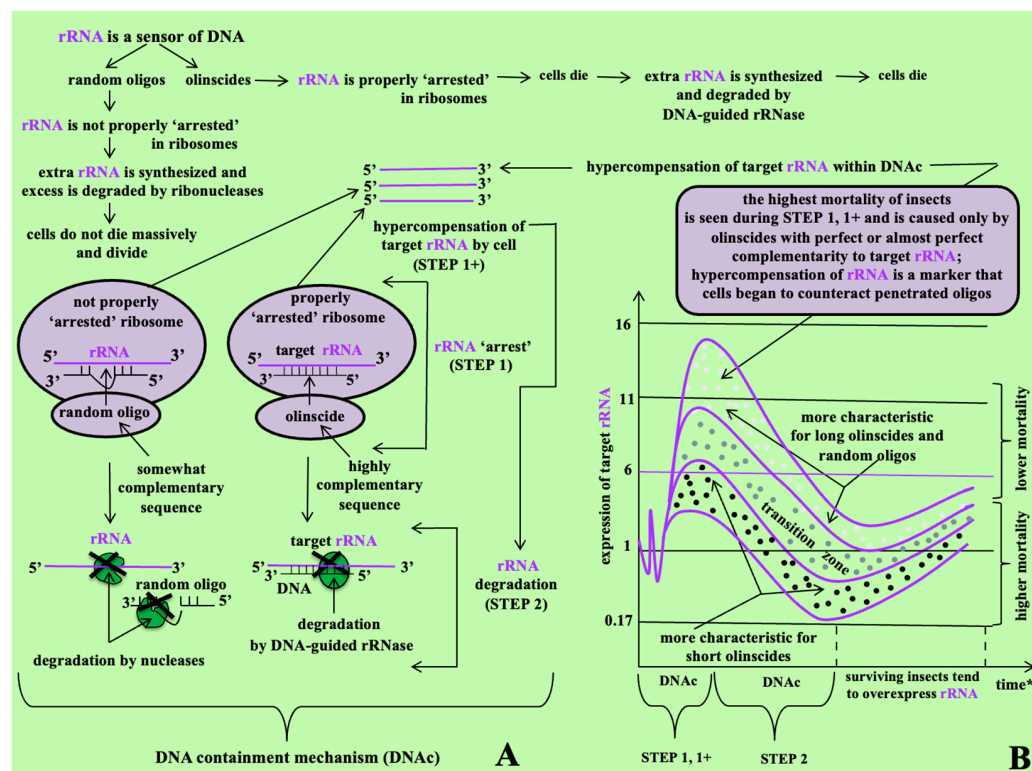 rRNA is a sensor of DNA
random oligos
olinscides
rRNA is properly ‘arrested’
in ribosomes
cells die
extra rRNA is synthesized
and degraded by
DNA-guided rRNase
cells die
rRNA is not properly ‘arrested’
in ribosomes
extra rRNA is synthesized and
excess is degraded by ribonucleases
cells do not die massively
and divide
5’ 3’
5’ 3’
5’ 3’
hypercompensation of target rRNA within DNAc
hypercompensation of
target rRNA by cell
(STEP 1+)
not properly
‘arrested’ ribosome
rRNA
5’ 3’
3’ 5’
random oligo
properly
‘arrested’ ribosome
target rRNA
5’ 3’
3’ 5’
olinscide
rRNA ‘arrest’
(STEP 1)
somewhat
complementary
sequence
highly
complementary
sequence
rRNA
5’ 3’
random oligo
3’ 5’
degradation by nucleases
target rRNA
5’ 3’
3’ 5’
DNA
degradation
by DNA-guided rRNase
rRNA
degradation
(STEP 2)
DNA containment mechanism (DNAc)
A
the highest mortality of insects
is seen during STEP 1, 1+ and is caused only by
olinscides with perfect or almost perfect
complementarity to target rRNA;
hypercompensation of rRNA is a marker that
cells began to counteract penetrated oligos
expression of target rRNA
16
11
6
1
0.17
more characteristic
for long olinscides and
random oligos
transition zone
more characteristic for
short olinscides
lower mortality
higher mortality
DNAc
DNAc
surviving insects tend
to overexpress rRNA
time*
STEP 1, 1+
STEP 2
B